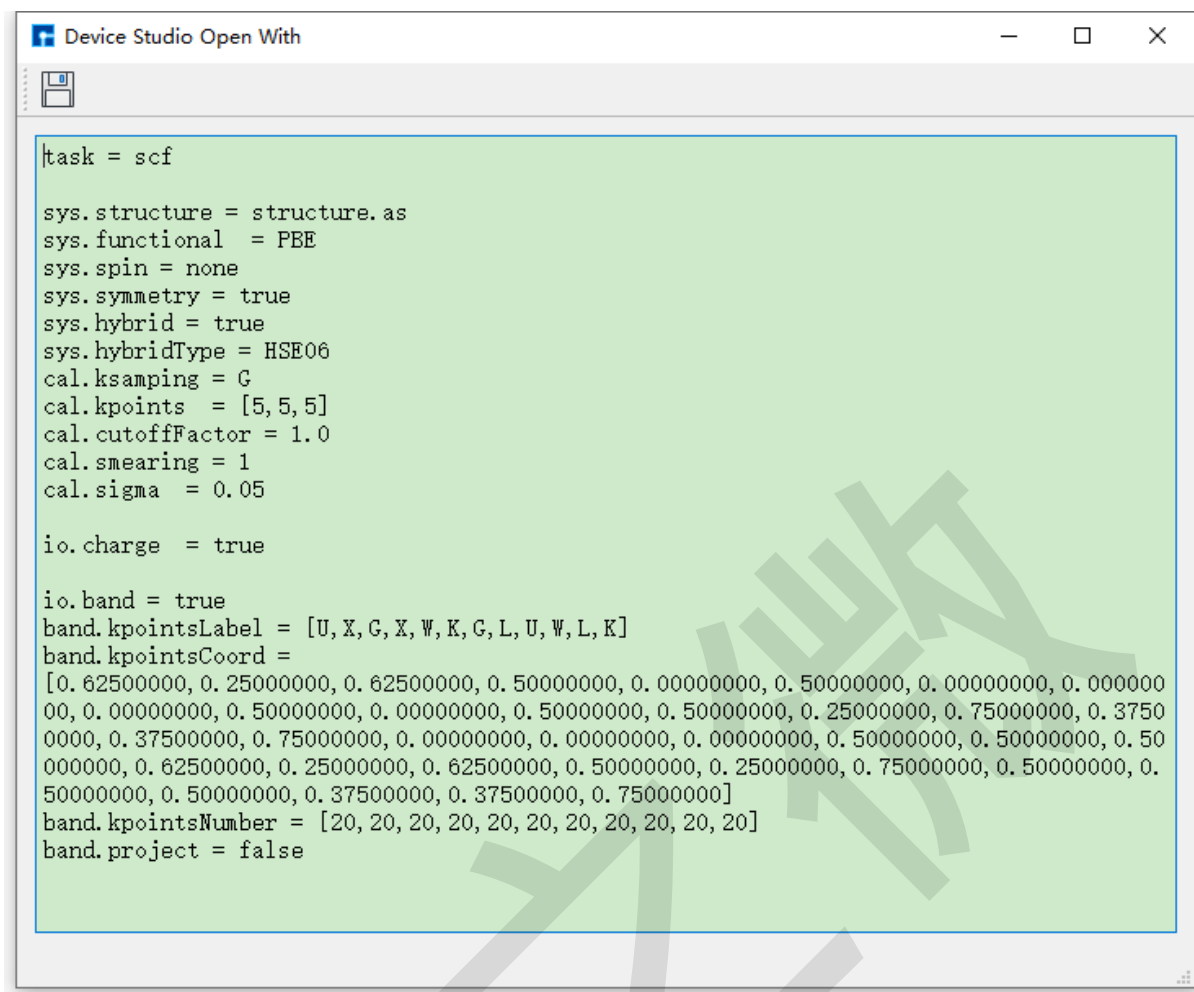 Device Studio Open With
task = scf
sys.structure = structure.as
sys.functional  = PBE
sys.spin = none
sys.symmetry = true
sys.hybrid = true
sys.hybridType = HSE06
cal.ksamping = G
cal.kpoints  = [5,5,5]
cal.cutoffFactor = 1.0
cal.smearing = 1
cal.sigma  = 0.05
io.charge  = true
io.band = true
band.kpointsLabel = [U,X,G,X,W,K,G,L,U,W,L,K]
band.kpointsCoord =
[0.62500000,0.25000000,0.62500000,0.50000000,0.00000000,0.50000000,0.00000000,0.000000
00,0.00000000,0.50000000,0.00000000,0.50000000,0.50000000,0.25000000,0.75000000,0.3750
0000,0.37500000,0.75000000,0.00000000,0.00000000,0.00000000,0.50000000,0.50000000,0.50
000000,0.62500000,0.25000000,0.62500000,0.50000000,0.25000000,0.75000000,0.50000000,0.
50000000,0.50000000,0.37500000,0.37500000,0.75000000]
band.kpointsNumber = [20,20,20,20,20,20,20,20,20,20,20]
band.project = false
之微